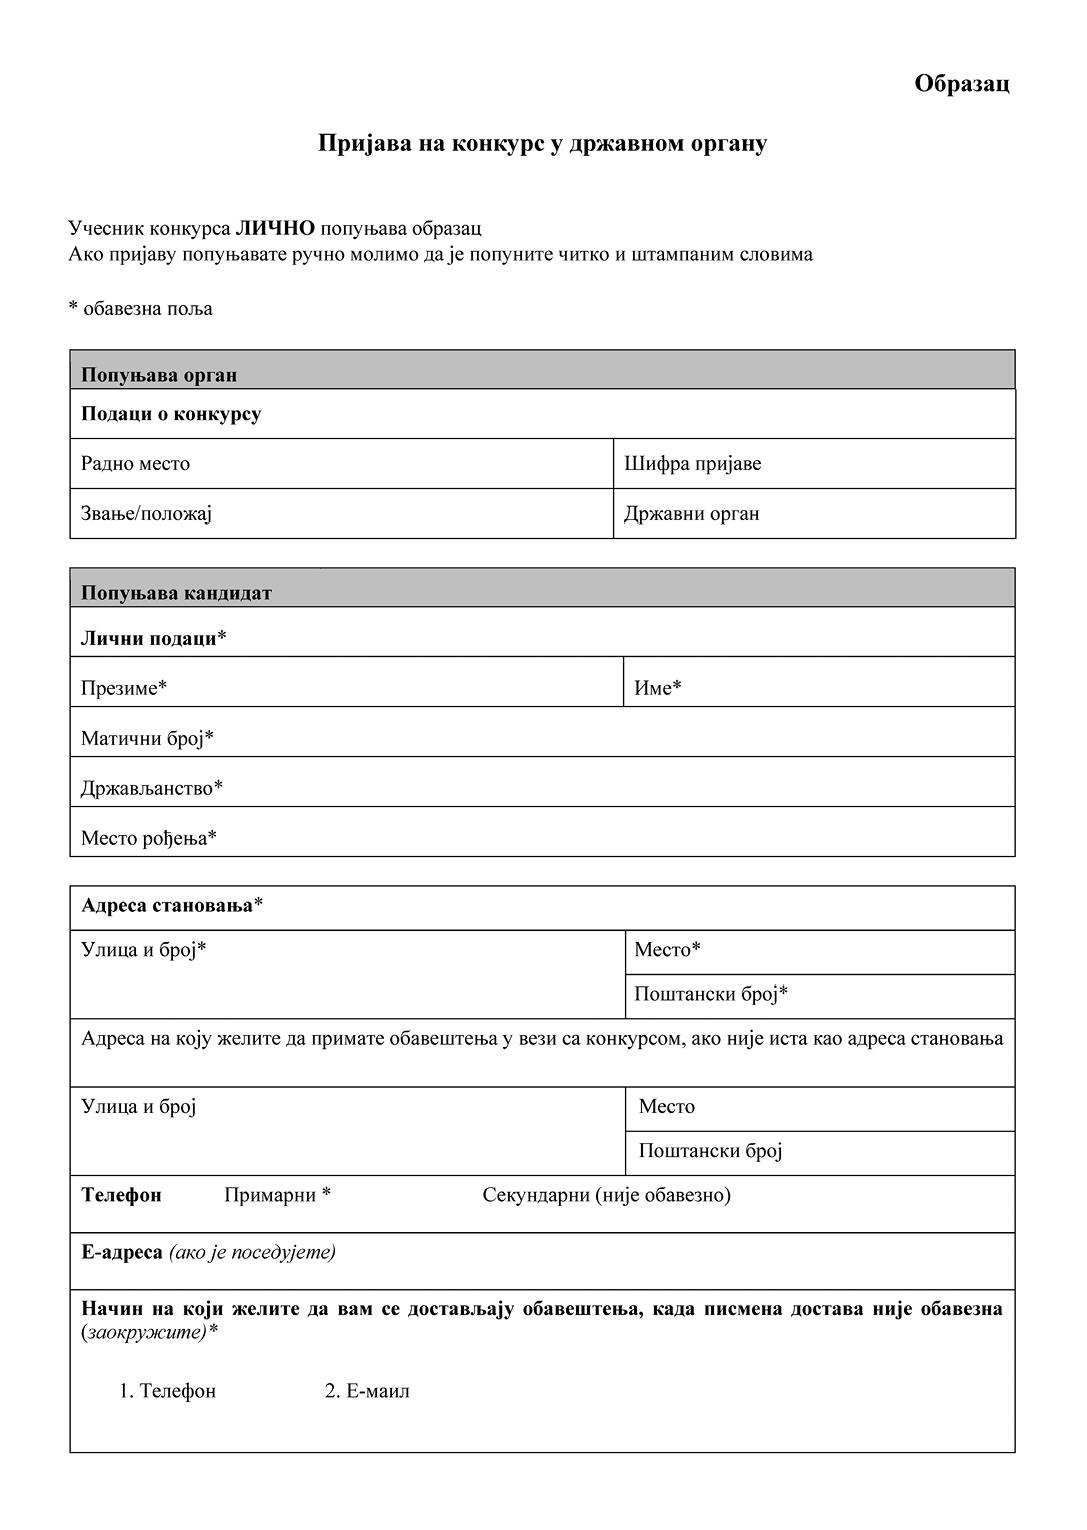 Образац
Пријава на конкурс у државном органу
Учесник конкурса ЛИЧНО попуњава образац
Ако пријаву попуњавате ручно молимо да је попуните читко и штампаним словима
* обавезна поља
Попуњава орган
Подаци о конкурсу
Радно место
Шифра пријаве
Звање/положај
Државни орган
Попуњава кандидат
Лични подаци*
Презиме*
Име*
Матични број*
Држављанство*
Место рођења*
Адреса становања*
Улица и број*
Место*
Поштански број*
Адреса на коју желите да примате обавештења у вези са конкурсом, ако није иста као адреса становања
Улица и број
Место
Поштански број
Телефон Примарни * Секундарни (није обавезно)
Е-адреса (ако је поседујете)
Начин на који желите да вам се достављају обавештења, када писмена достава није обавезна
(заокружите)*
1. Телефон 2. Е-маил